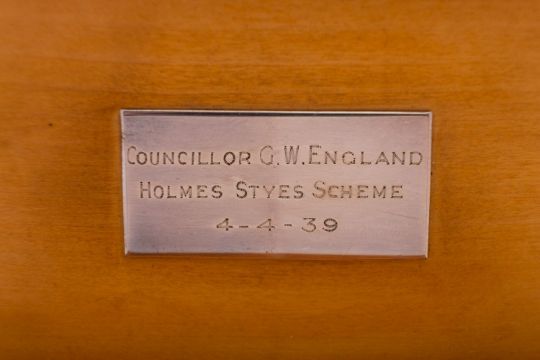 Councillor G.W.England
Holmes Styes Scheme
4-4-39